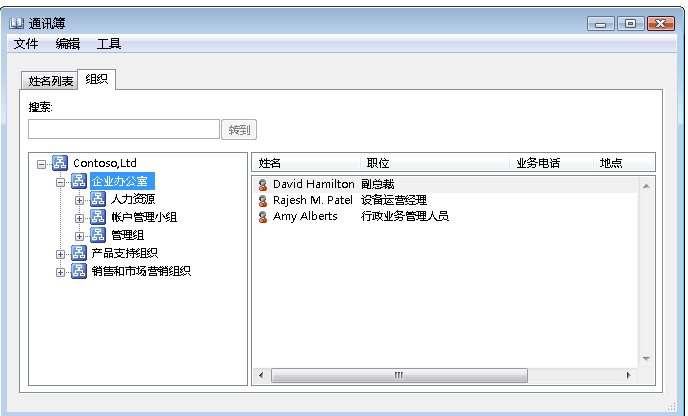 通讯簿
文件 编辑 工具
姓名列表 组织
搜索:
转到
Contoso,Ltd
企业办公室
人力资源
帐户管理小组
管理组
产品支持组织
销售和市场营销组织
姓名 职位 业务电话 地点
David Hamilton 副总裁
Rajesh M. Patel 设备运营经理
Amy Alberts 行政业务管理人员